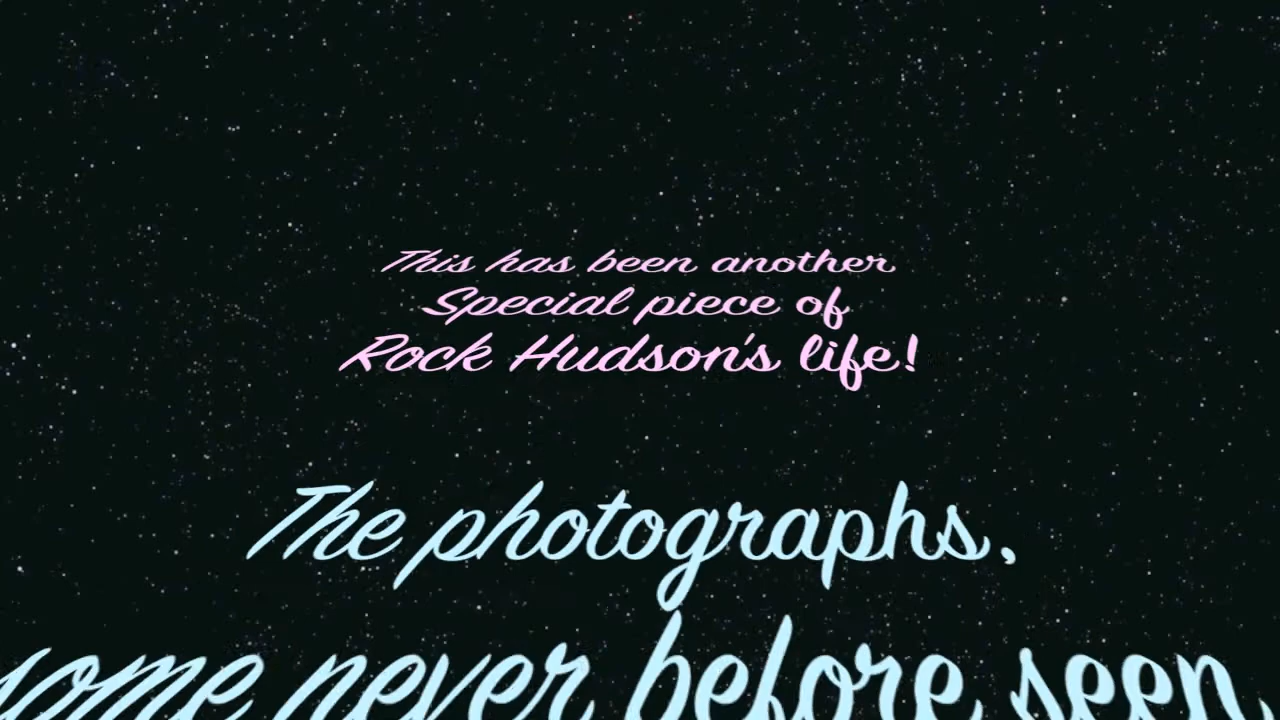 This has been another
Special piece of
Rock Hudson's life!
The photographs,
some never before seen,